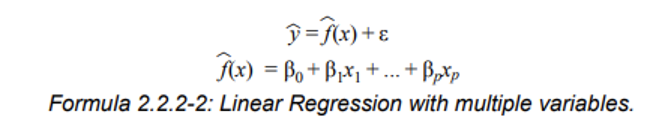 ŷ = f̂(x) + ε
f̂(x) = β₀ + β₁x₁ + ... + βₚxₚ
Formula 2.2.2-2: Linear Regression with multiple variables.